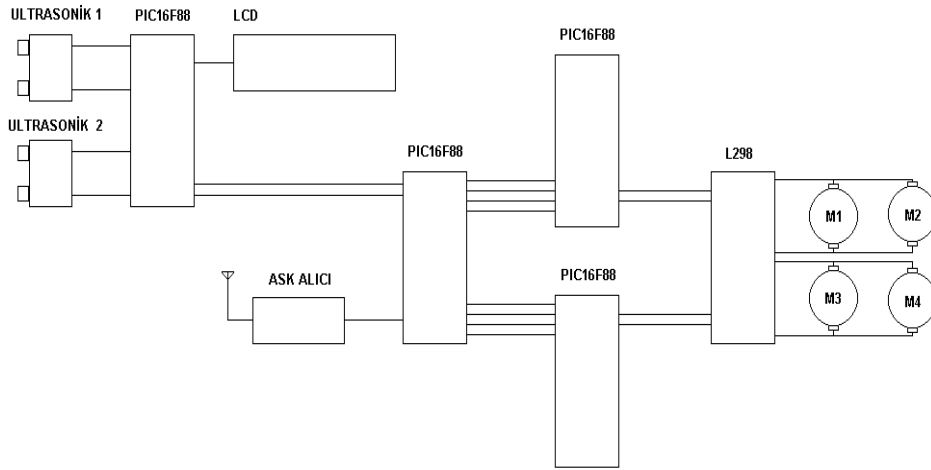 ULTRASONİK 1
PIC16F88
LCD
PIC16F88
ULTRASONİK 2
PIC16F88
L298
M1
M2
ASK ALICI
PIC16F88
M3
M4